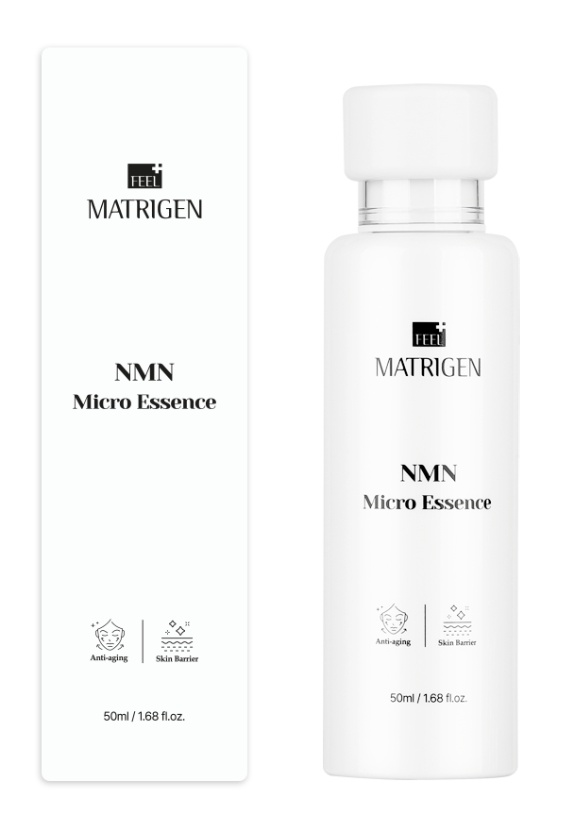 FEEL
MATRIGEN
NMN
Micro Essence
Anti-aging
Skin Barrier
50ml / 1.68 fl.oz.
FEEL
MATRIGEN
NMN
Micro Essence
Anti-aging
Skin Barrier
50ml / 1.68 fl.oz.